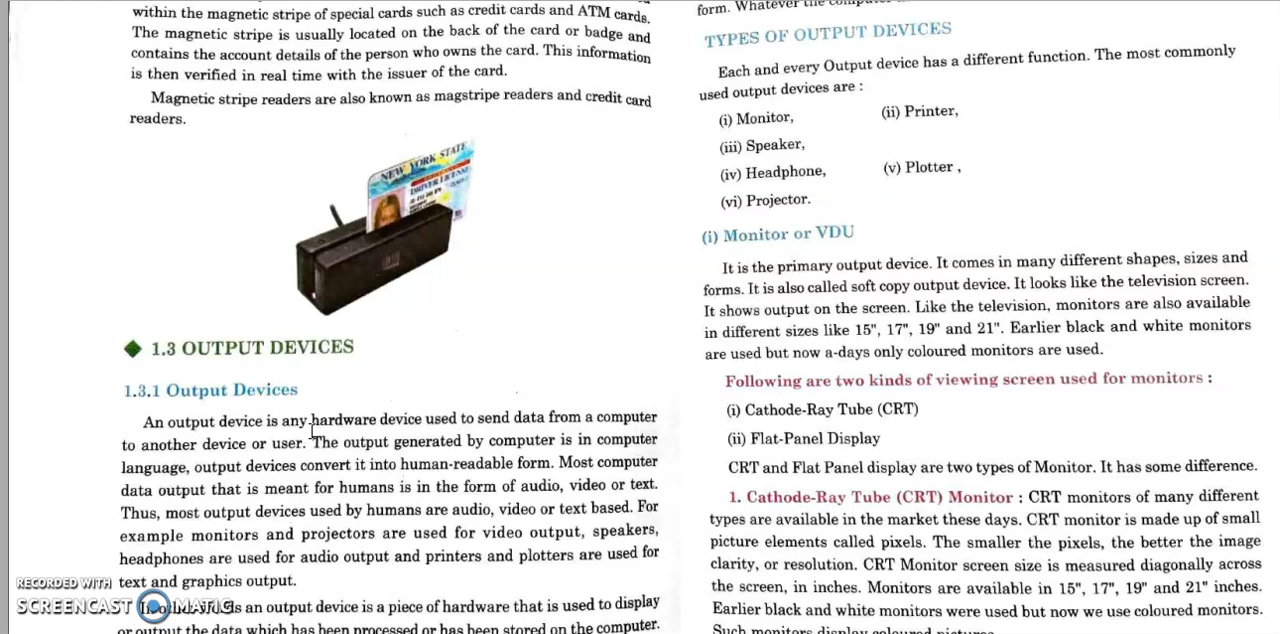 within the magnetic stripe of special cards such as credit cards and ATM cards.
The magnetic stripe is usually located on the back of the card or badge and
contains the account details of the person who owns the card. This information
is then verified in real time with the issuer of the card.
Magnetic stripe readers are also known as magstripe readers and credit card
readers.
NEW YORK STATE
DRIVER LICENSE
1.3 OUTPUT DEVICES
1.3.1 Output Devices
An output device is any hardware device used to send data from a computer
to another device or user. The output generated by computer is in computer
language, output devices convert it into human-readable form. Most computer
data output that is meant for humans is in the form of audio, video or text.
Thus, most output devices used by humans are audio, video or text based. For
example monitors and projectors are used for video output, speakers,
headphones are used for audio output and printers and plotters are used for
text and graphics output.
an output device is a piece of hardware that is used to display
or output the data which has been processed or has been stored on the computer.
RECORDED WITH
SCREENCAST MATIC
form. Whatever the
TYPES OF OUTPUT DEVICES
Each and every Output device has a different function. The most commonly
used output devices are :
(i) Monitor, (ii) Printer,
(iii) Speaker,
(iv) Headphone, (v) Plotter ,
(vi) Projector.
(i) Monitor or VDU
It is the primary output device. It comes in many different shapes, sizes and
forms. It is also called soft copy output device. It looks like the television screen.
It shows output on the screen. Like the television, monitors are also available
in different sizes like 15", 17", 19" and 21". Earlier black and white monitors
are used but now a-days only coloured monitors are used.
Following are two kinds of viewing screen used for monitors :
(i) Cathode-Ray Tube (CRT)
(ii) Flat-Panel Display
CRT and Flat Panel display are two types of Monitor. It has some difference.
1. Cathode-Ray Tube (CRT) Monitor : CRT monitors of many different
types are available in the market these days. CRT monitor is made up of small
picture elements called pixels. The smaller the pixels, the better the image
clarity, or resolution. CRT Monitor screen size is measured diagonally across
the screen, in inches. Monitors are available in 15", 17", 19" and 21" inches.
Earlier black and white monitors were used but now we use coloured monitors.
Such monitors display coloured pictures